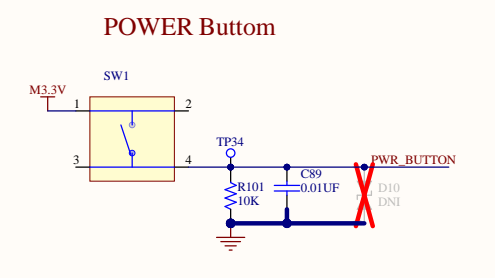 POWER Buttom
SW1
M3.3V
1
2
3
4
TP34
PWR_BUTTON
R101
10K
C89
0.01UF
D10
DNI